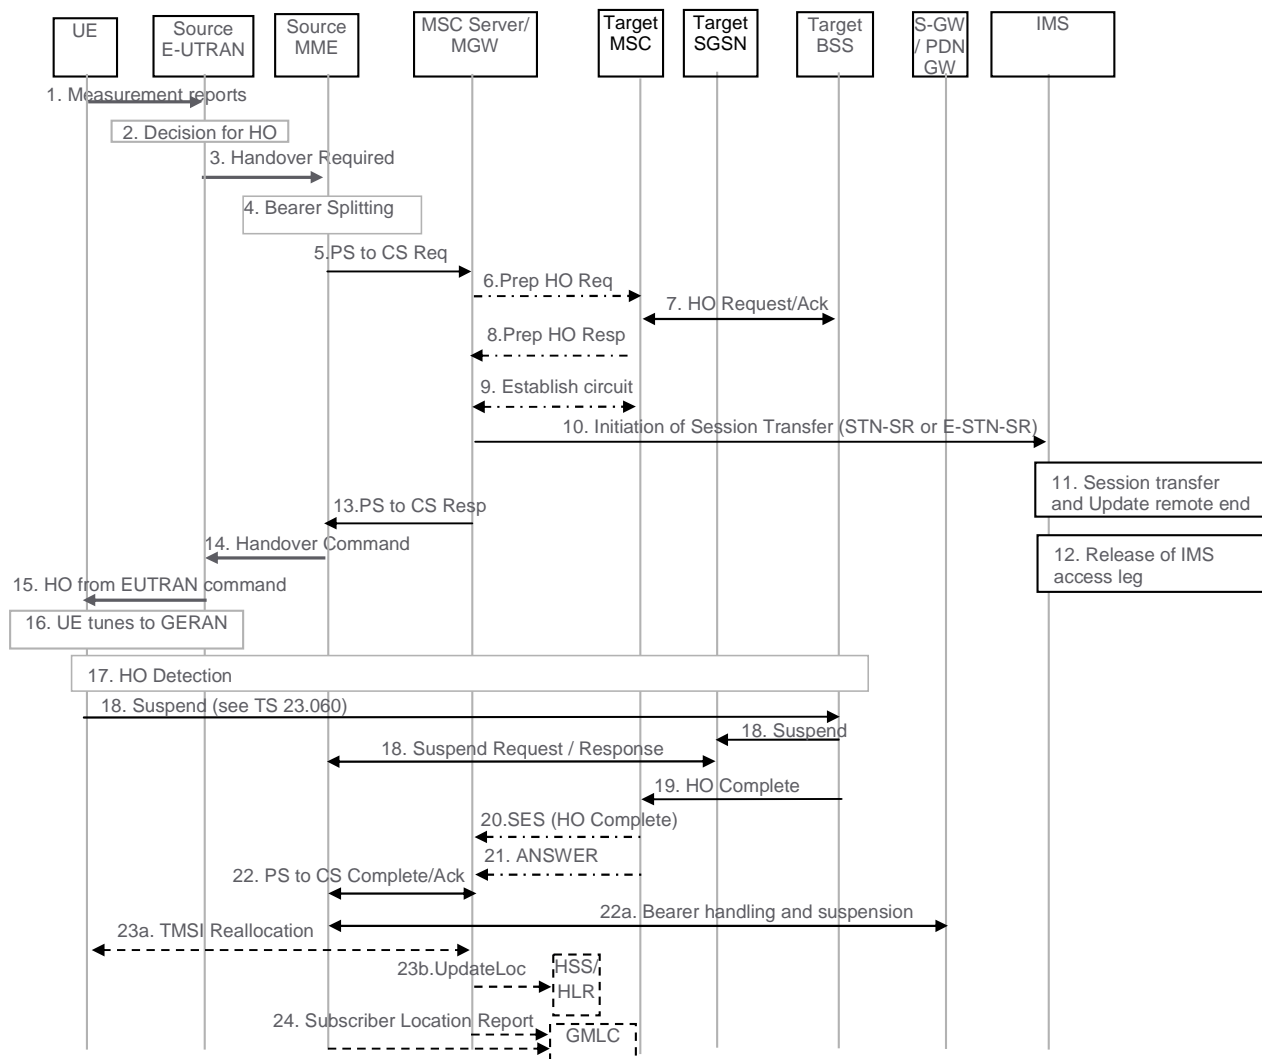 UE
Source
E-UTRAN
Source
MME
MSC Server/
MGW
Target
MSC
Target
SGSN
Target
BSS
S-GW
/ PDN
GW
IMS
1. Measurement reports
2. Decision for HO
3. Handover Required
4. Bearer Splitting
5.PS to CS Req
6.Prep HO Req
7. HO Request/Ack
8.Prep HO Resp
9. Establish circuit
10. Initiation of Session Transfer (STN-SR or E-STN-SR)
11. Session transfer
and Update remote end
13.PS to CS Resp
12. Release of IMS
access leg
14. Handover Command
15. HO from EUTRAN command
16. UE tunes to GERAN
17. HO Detection
18. Suspend (see TS 23.060)
18. Suspend
18. Suspend Request / Response
19. HO Complete
20.SES (HO Complete)
21. ANSWER
22. PS to CS Complete/Ack
22a. Bearer handling and suspension
23a. TMSI Reallocation
23b.UpdateLoc
HSS/
HLR
24. Subscriber Location Report
GMLC